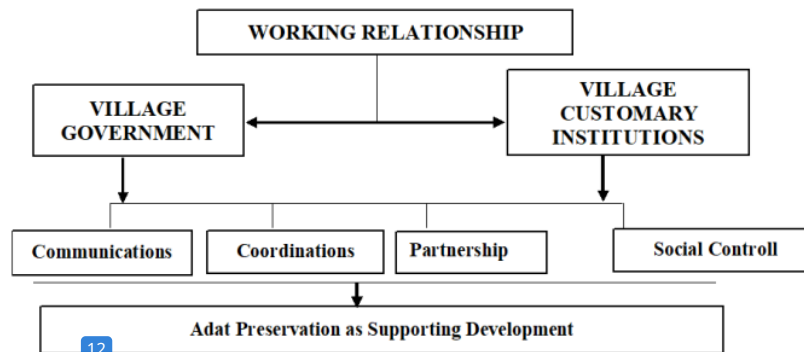 WORKING RELATIONSHIP
VILLAGE
GOVERNMENT
VILLAGE
CUSTOMARY
INSTITUTIONS
Communications
Coordinations
Partnership
Social Controll
Adat Preservation as Supporting Development
12